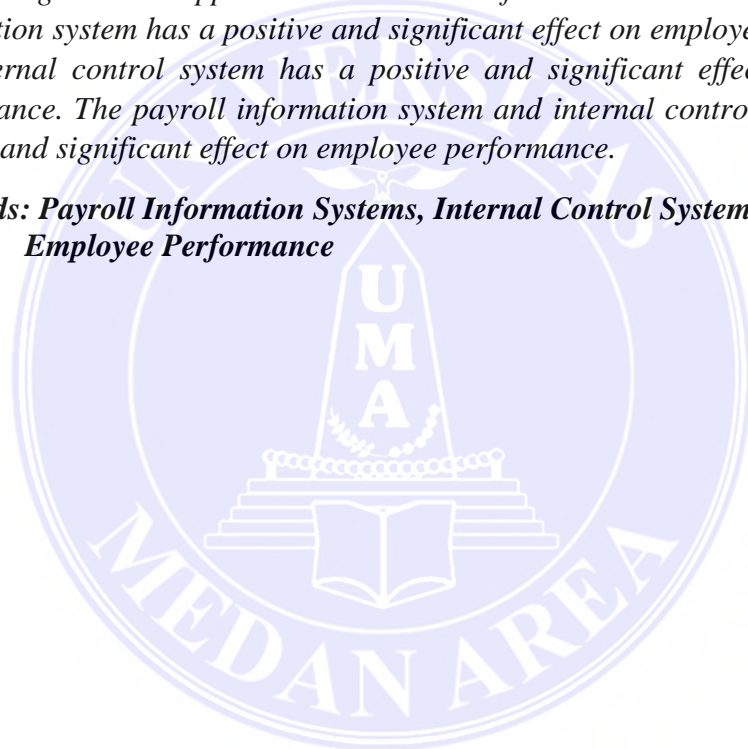 tion system has a positive and significant effect on employe
ernal control system has a positive and significant effec
ance. The payroll information system and internal contro
and significant effect on employee performance.
ds: Payroll Information Systems, Internal Control System
Employee Performance
UNIVERSITAS
U
M
A
MEDAN AREA